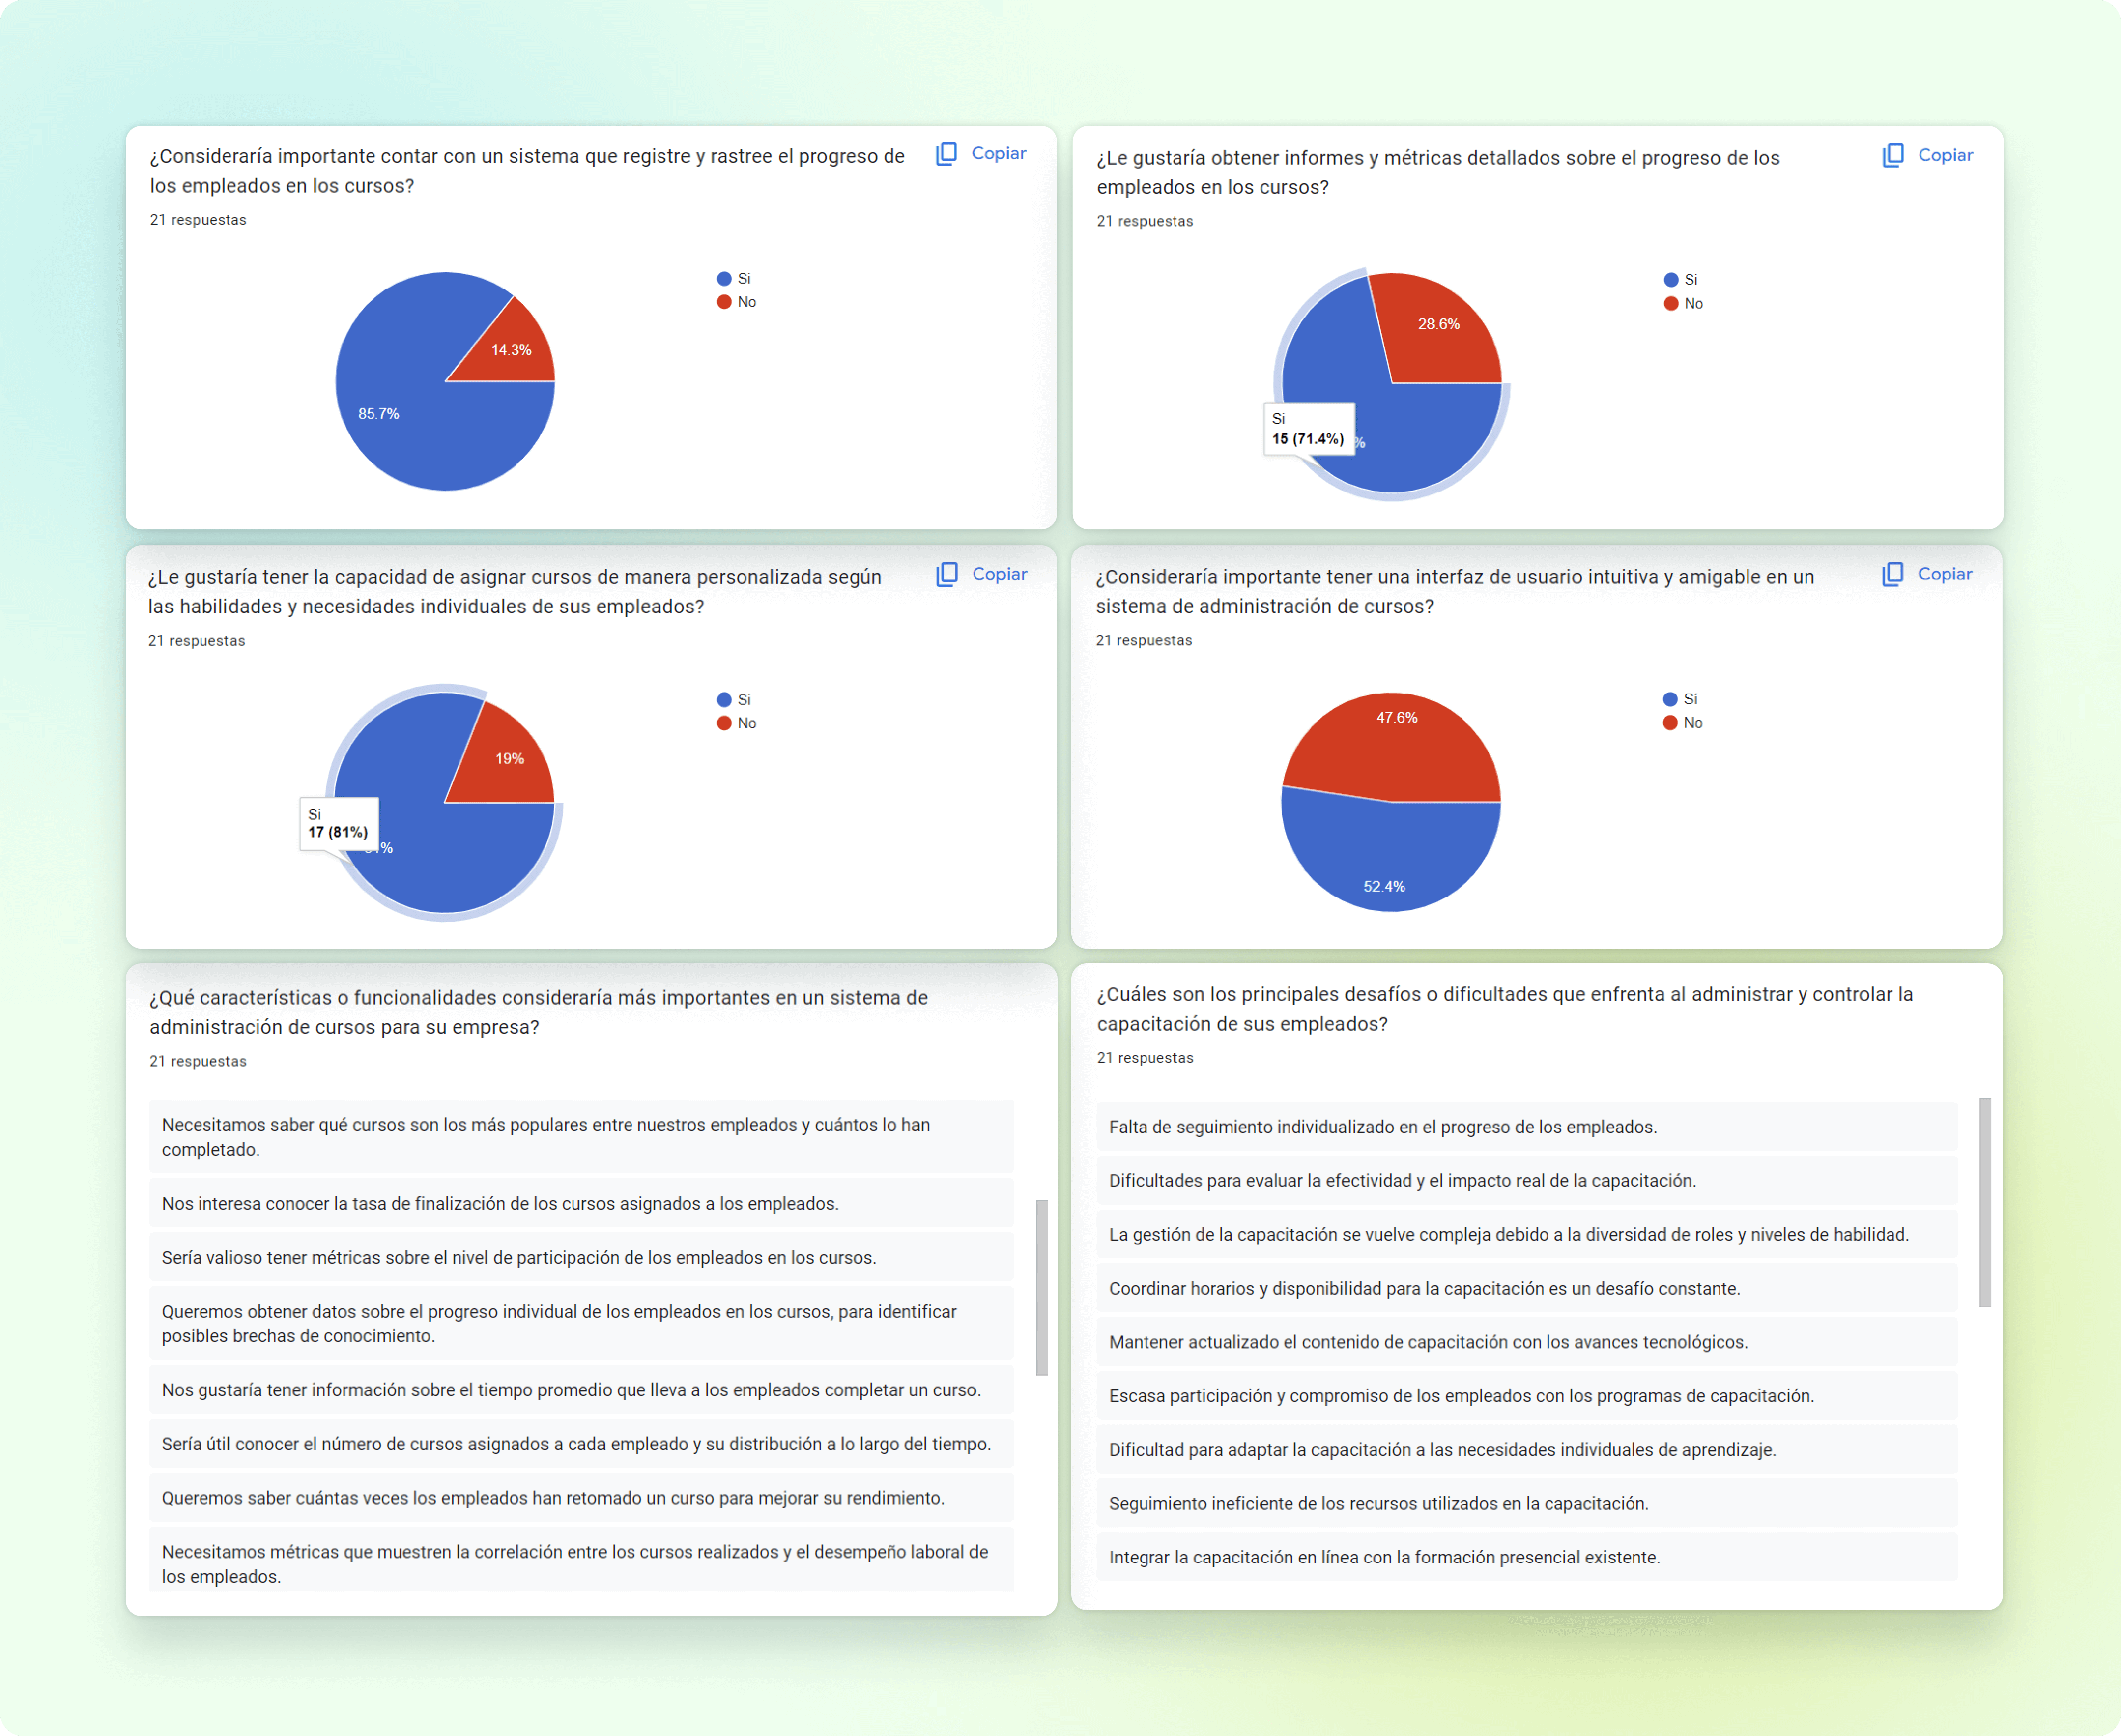 ¿Consideraría importante contar con un sistema que registre y rastree el progreso de
los empleados en los cursos?
Copiar
21 respuestas
Si
No
14.3%
85.7%
¿Le gustaría obtener informes y métricas detallados sobre el progreso de los
empleados en los cursos?
Copiar
21 respuestas
Si
No
28.6%
Si
15 (71.4%)
%
¿Le gustaría tener la capacidad de asignar cursos de manera personalizada según
las habilidades y necesidades individuales de sus empleados?
Copiar
21 respuestas
Si
No
19%
Si
17 (81%)
%
¿Consideraría importante tener una interfaz de usuario intuitiva y amigable en un
sistema de administración de cursos?
Copiar
21 respuestas
Sí
No
47.6%
52.4%
¿Qué características o funcionalidades consideraría más importantes en un sistema de
administración de cursos para su empresa?
21 respuestas
Necesitamos saber qué cursos son los más populares entre nuestros empleados y cuántos lo han
completado.
Nos interesa conocer la tasa de finalización de los cursos asignados a los empleados.
Sería valioso tener métricas sobre el nivel de participación de los empleados en los cursos.
Queremos obtener datos sobre el progreso individual de los empleados en los cursos, para identificar
posibles brechas de conocimiento.
Nos gustaría tener información sobre el tiempo promedio que lleva a los empleados completar un curso.
Sería útil conocer el número de cursos asignados a cada empleado y su distribución a lo largo del tiempo.
Queremos saber cuántas veces los empleados han retomado un curso para mejorar su rendimiento.
Necesitamos métricas que muestren la correlación entre los cursos realizados y el desempeño laboral de
los empleados.
¿Cuáles son los principales desafíos o dificultades que enfrenta al administrar y controlar la
capacitación de sus empleados?
21 respuestas
Falta de seguimiento individualizado en el progreso de los empleados.
Dificultades para evaluar la efectividad y el impacto real de la capacitación.
La gestión de la capacitación se vuelve compleja debido a la diversidad de roles y niveles de habilidad.
Coordinar horarios y disponibilidad para la capacitación es un desafío constante.
Mantener actualizado el contenido de capacitación con los avances tecnológicos.
Escasa participación y compromiso de los empleados con los programas de capacitación.
Dificultad para adaptar la capacitación a las necesidades individuales de aprendizaje.
Seguimiento ineficiente de los recursos utilizados en la capacitación.
Integrar la capacitación en línea con la formación presencial existente.